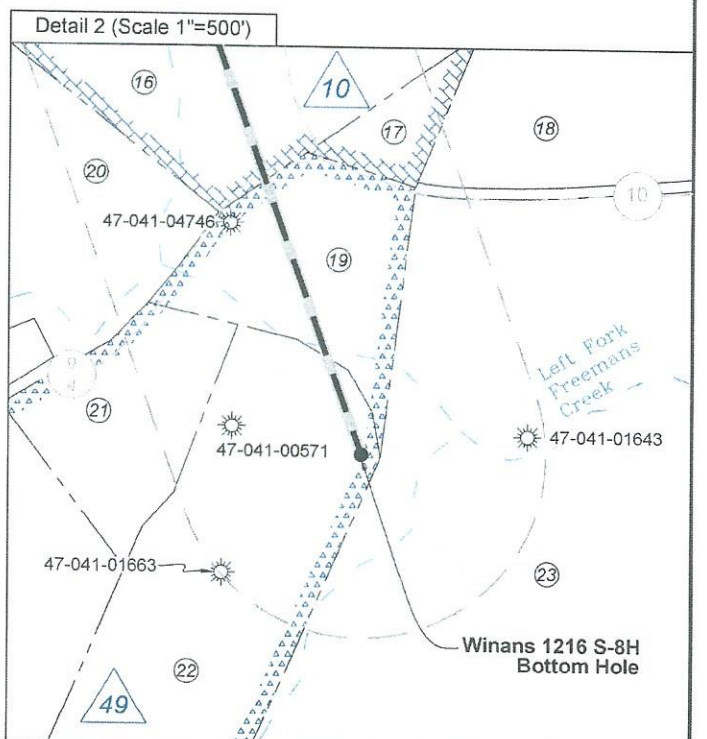 Detail 2 (Scale 1"=500')
16
10
17
18
20
10
47-041-04746
19
Left Fork
Freemans
Creek
21
47-041-00571
47-041-01643
47-041-01663
23
Winans 1216 S-8H
Bottom Hole
22
49